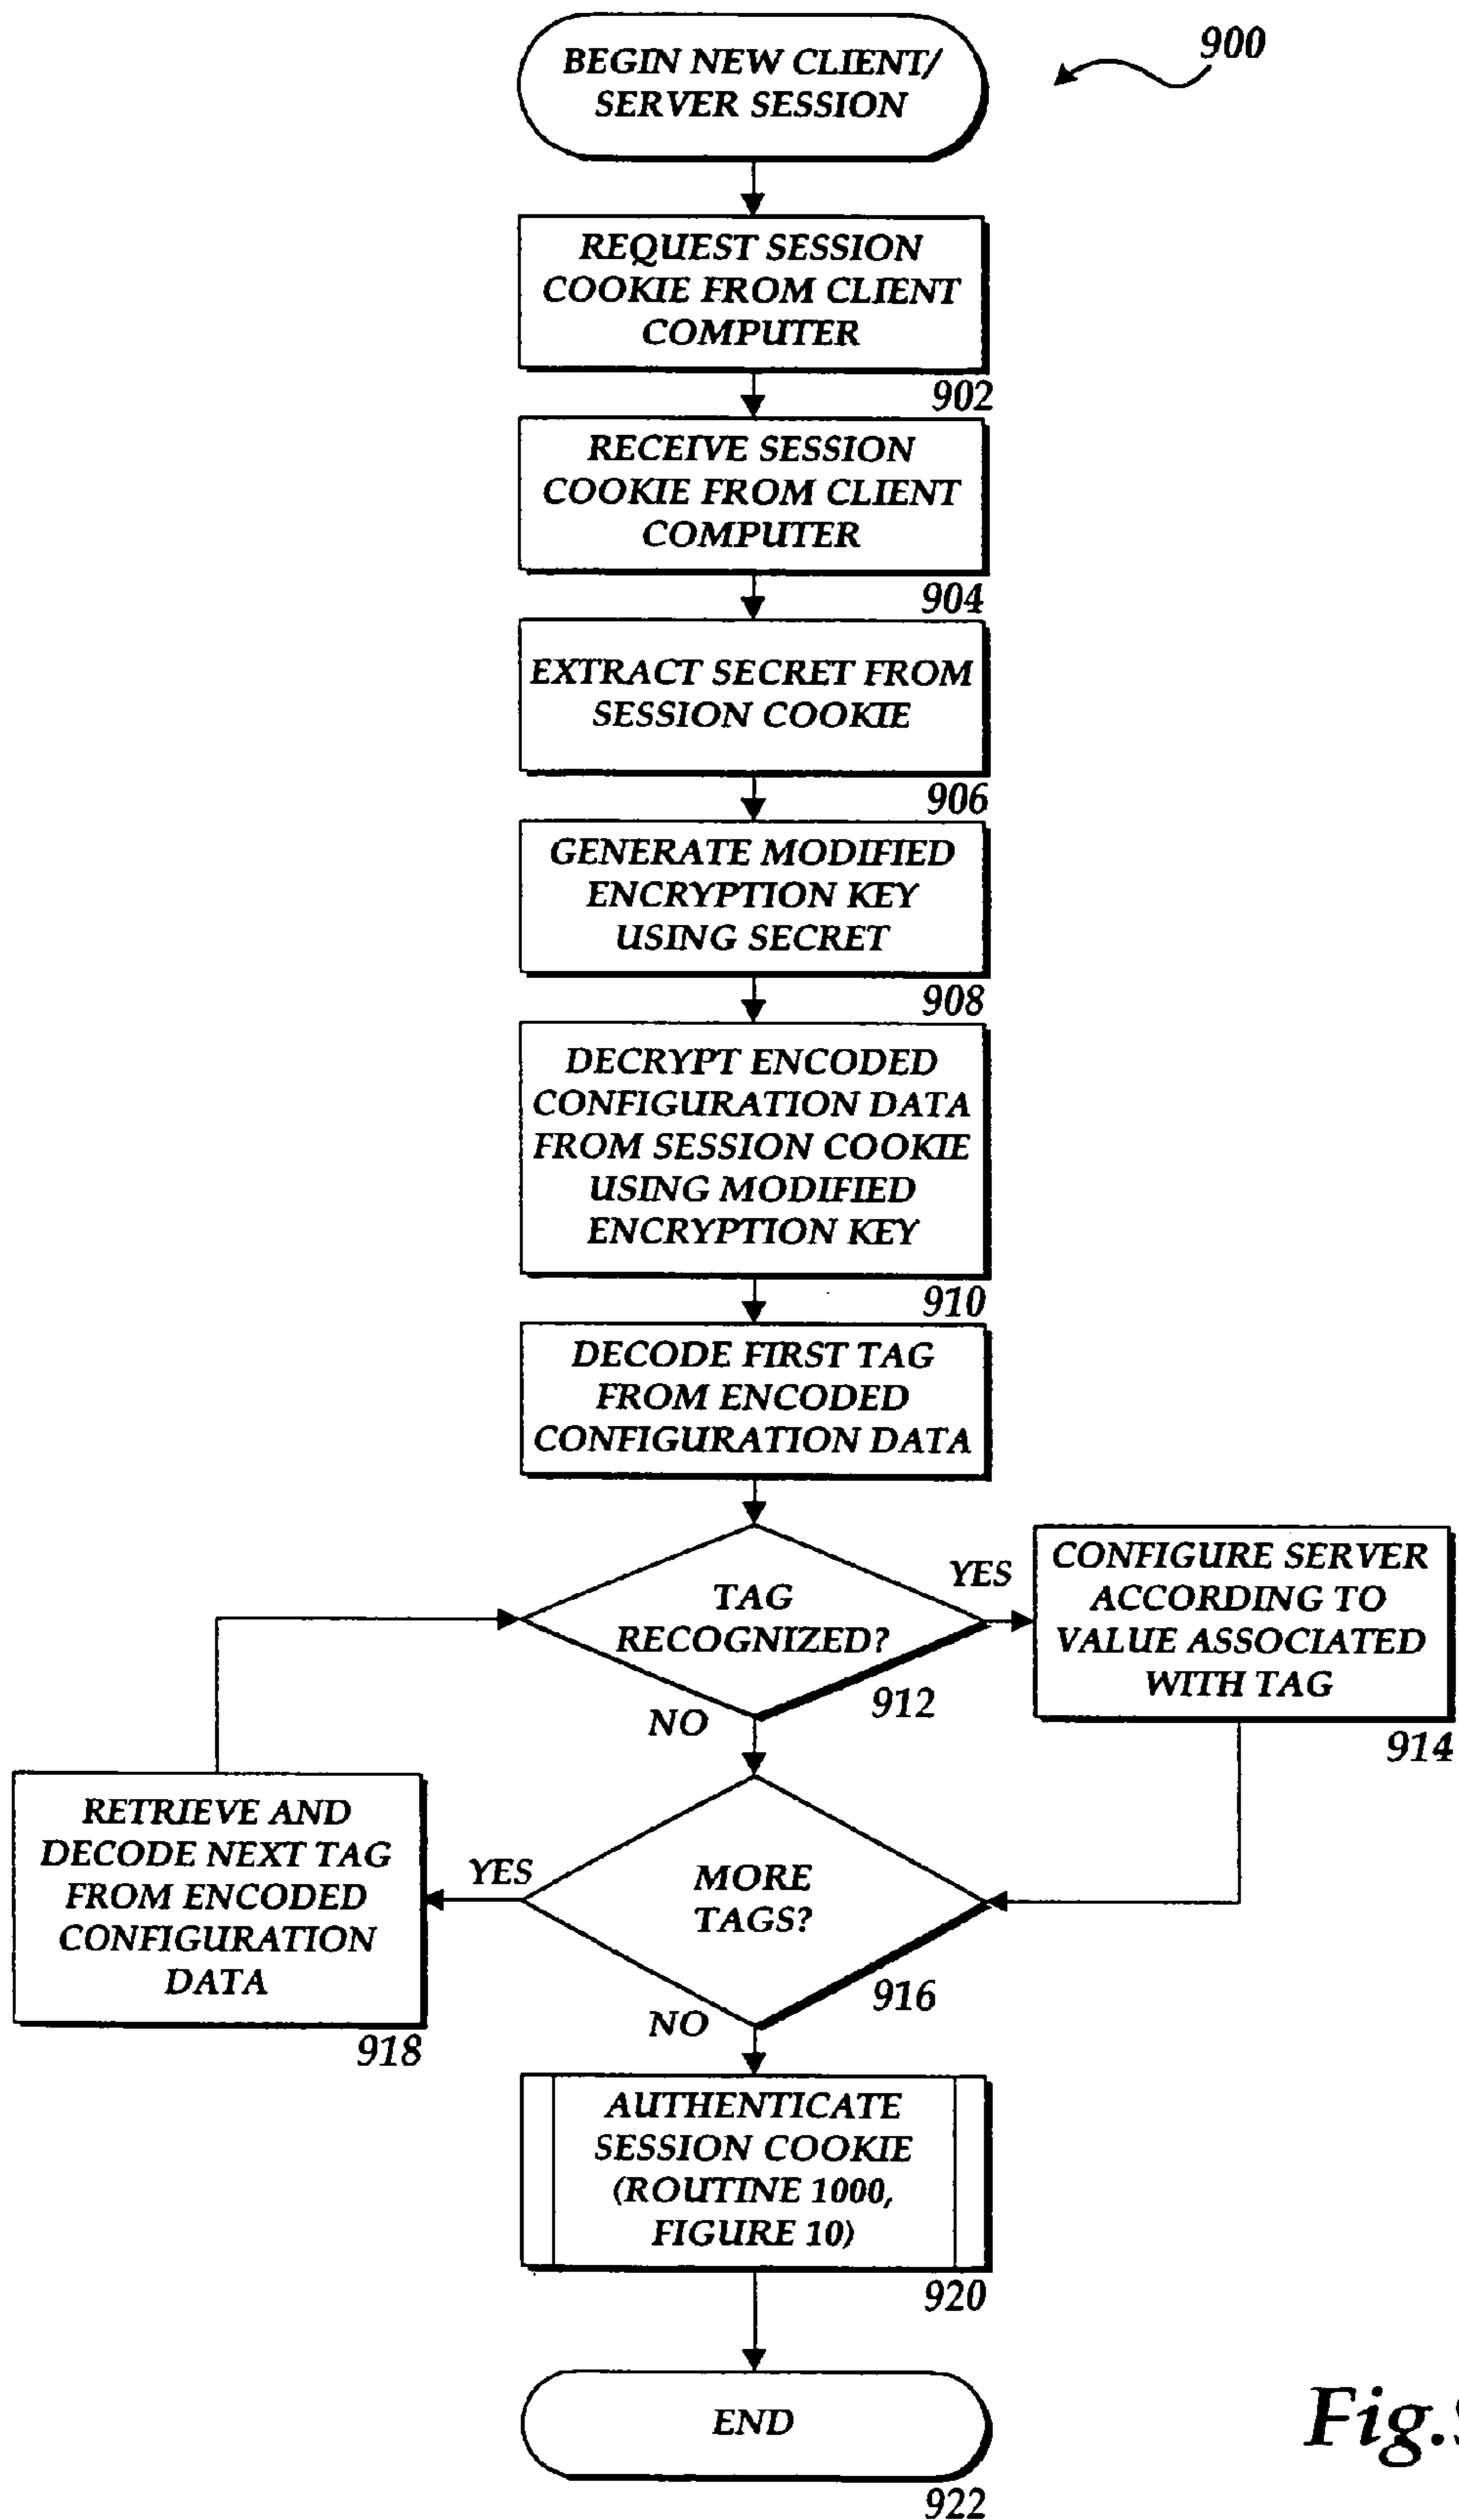 BEGIN NEW CLIENT/
SERVER SESSION
900
REQUEST SESSION
COOKIE FROM CLIENT
COMPUTER
902
RECEIVE SESSION
COOKIE FROM CLIENT
COMPUTER
904
EXTRACT SECRET FROM
SESSION COOKIE
906
GENERATE MODIFIED
ENCRYPTION KEY
USING SECRET
908
DECRYPT ENCODED
CONFIGURATION DATA
FROM SESSION COOKIE
USING MODIFIED
ENCRYPTION KEY
910
DECODE FIRST TAG
FROM ENCODED
CONFIGURATION DATA
TAG
RECOGNIZED?
912
YES
NO
CONFIGURE SERVER
ACCORDING TO
VALUE ASSOCIATED
WITH TAG
914
MORE
TAGS?
916
YES
NO
RETRIEVE AND
DECODE NEXT TAG
FROM ENCODED
CONFIGURATION
DATA
918
AUTHENTICATE
SESSION COOKIE
(ROUTINE 1000,
FIGURE 10)
920
END
922
Fig.9